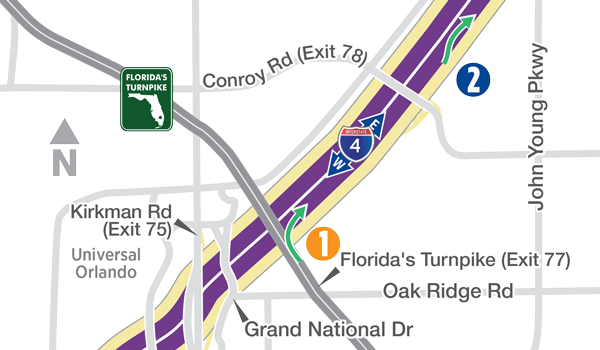 FLORIDA'S
TURNPIKE
Conroy Rd (Exit 78)
2
John Young Pkwy
N
E
INTERSTATE
4
W
Kirkman Rd
(Exit 75)
1
Universal
Orlando
Florida's Turnpike (Exit 77)
Oak Ridge Rd
Grand National Dr